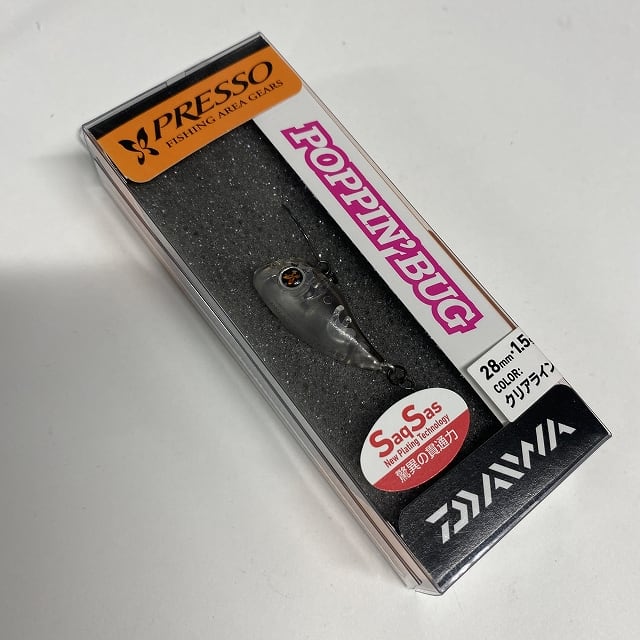 PRESSO
FISHING AREA GEARS
POPPIN' BUG
28mm・1.5
COLOR:
クリアライン
SaqSas
New Plating Technology
驚異の貫通力
DAIWA